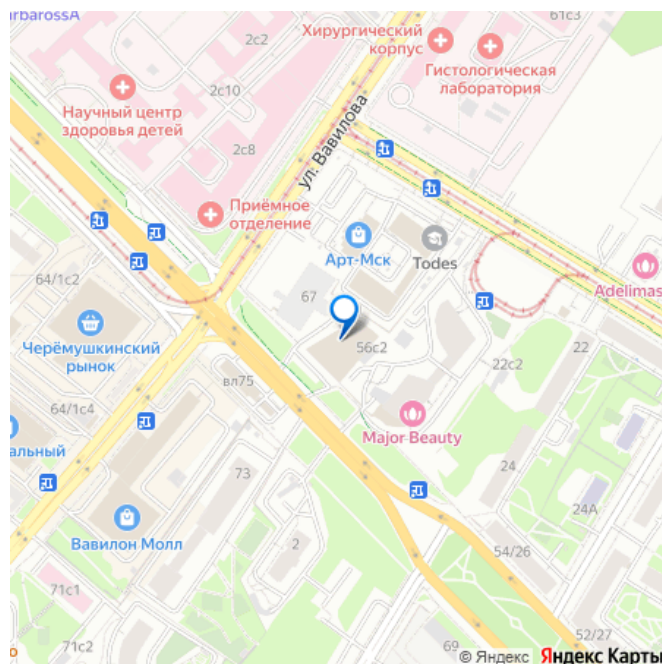 arbarossA
61с3
Хирургический
корпус
2с2
Гистологическая
лаборатория
2с10
Научный центр
здоровья детей
ул. Вавилова
2с8
Приёмное
отделение
Арт-Мск
Todes
64/1с2
67
Adelimas
Черёмушкинский
рынок
56с2
22
22с2
вл75
64/1с4
Major Beauty
альный
73
24
24А
Вавилон Молл
2
54/26
71с1
71с2
69
52/27
о
© Яндекс Яндекс Карты